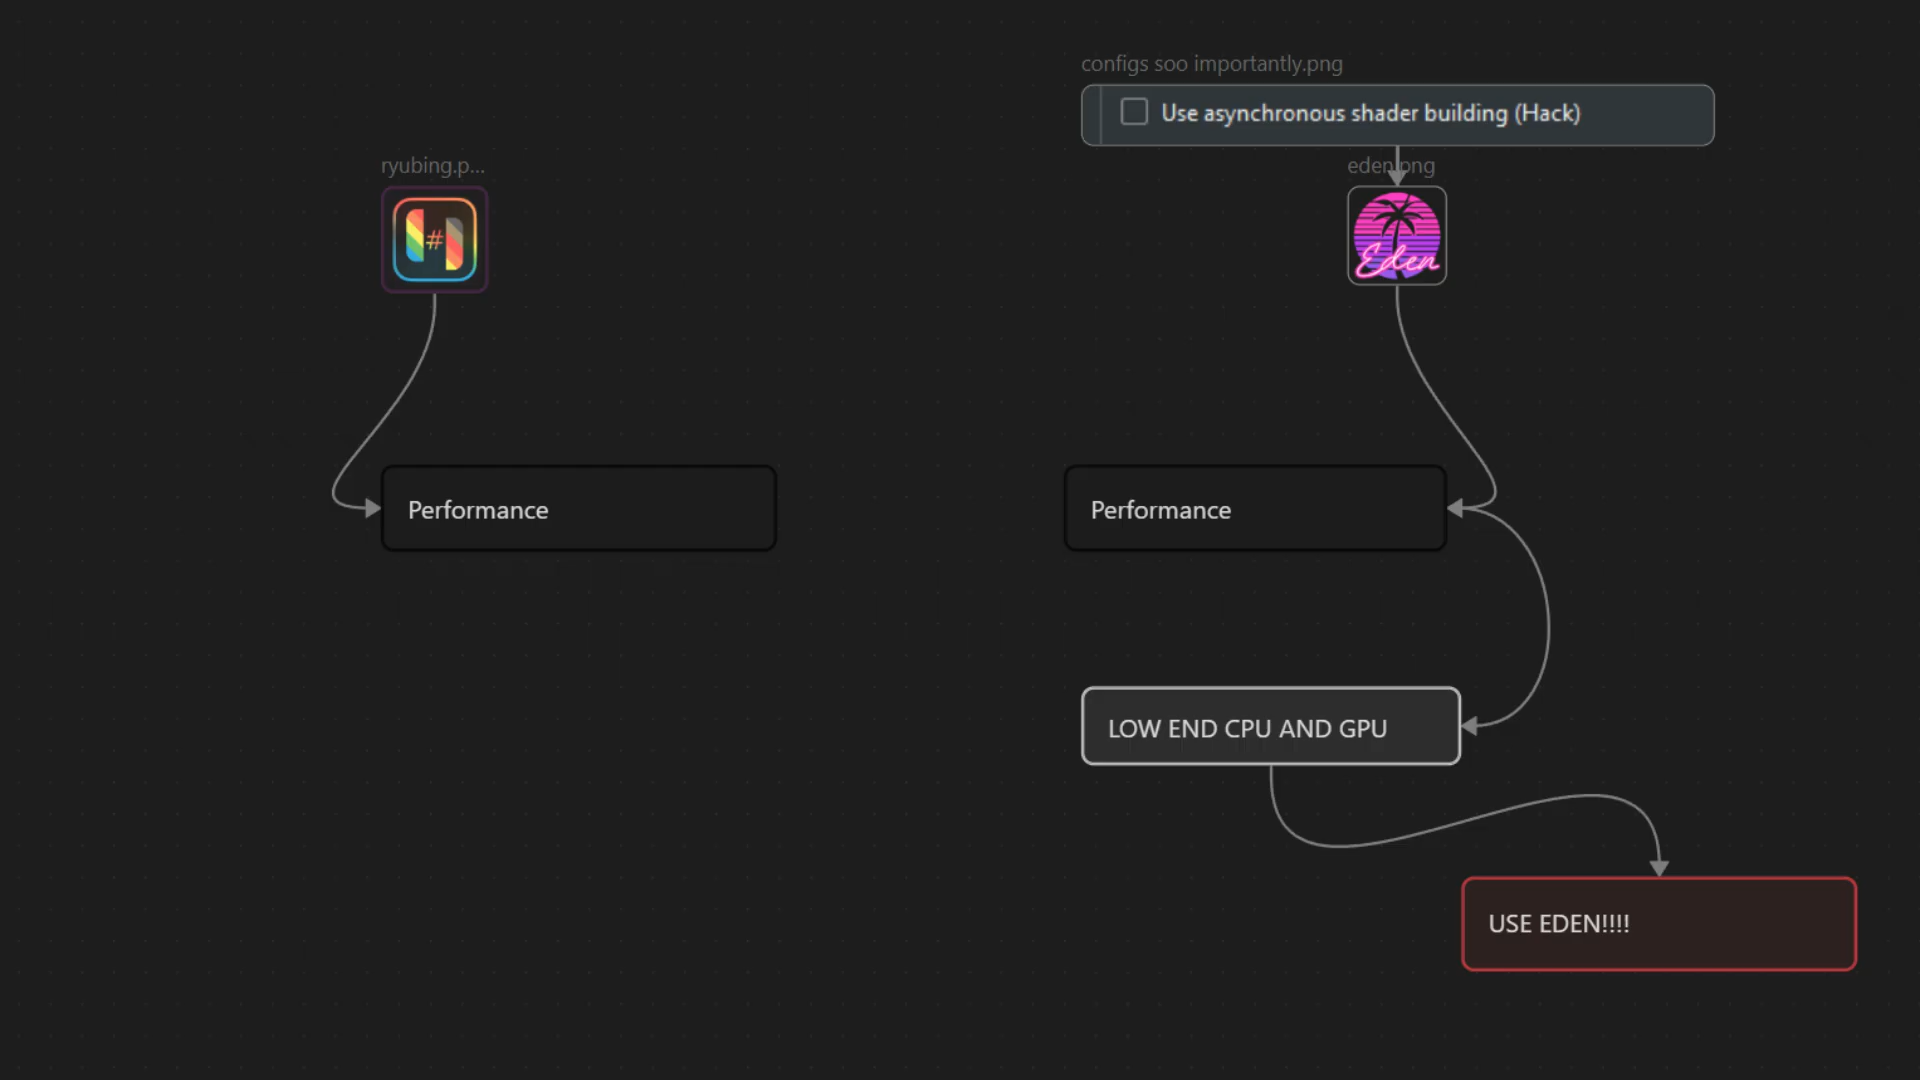 configs soo importantly.png
Use asynchronous shader building (Hack)
ryubing.p...
#
eden.png
Eden
Performance
Performance
LOW END CPU AND GPU
USE EDEN!!!!